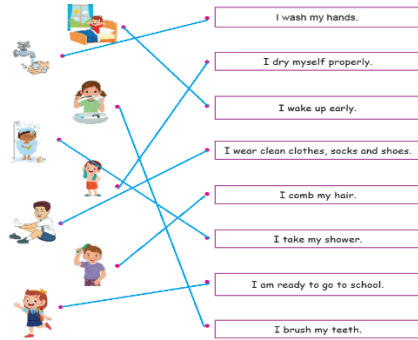 I wash my hands.
I dry myself properly.
I wake up early.
I wear clean clothes, socks and shoes.
I comb my hair.
I take my shower.
I am ready to go to school.
I brush my teeth.